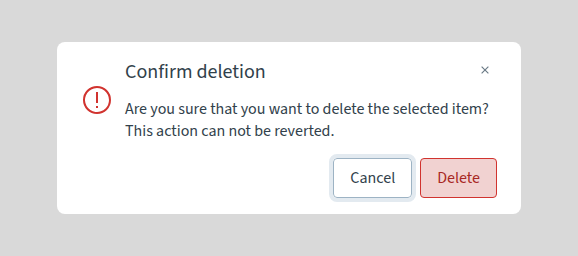 Confirm deletion
Are you sure that you want to delete the selected item?
This action can not be reverted.
Cancel Delete